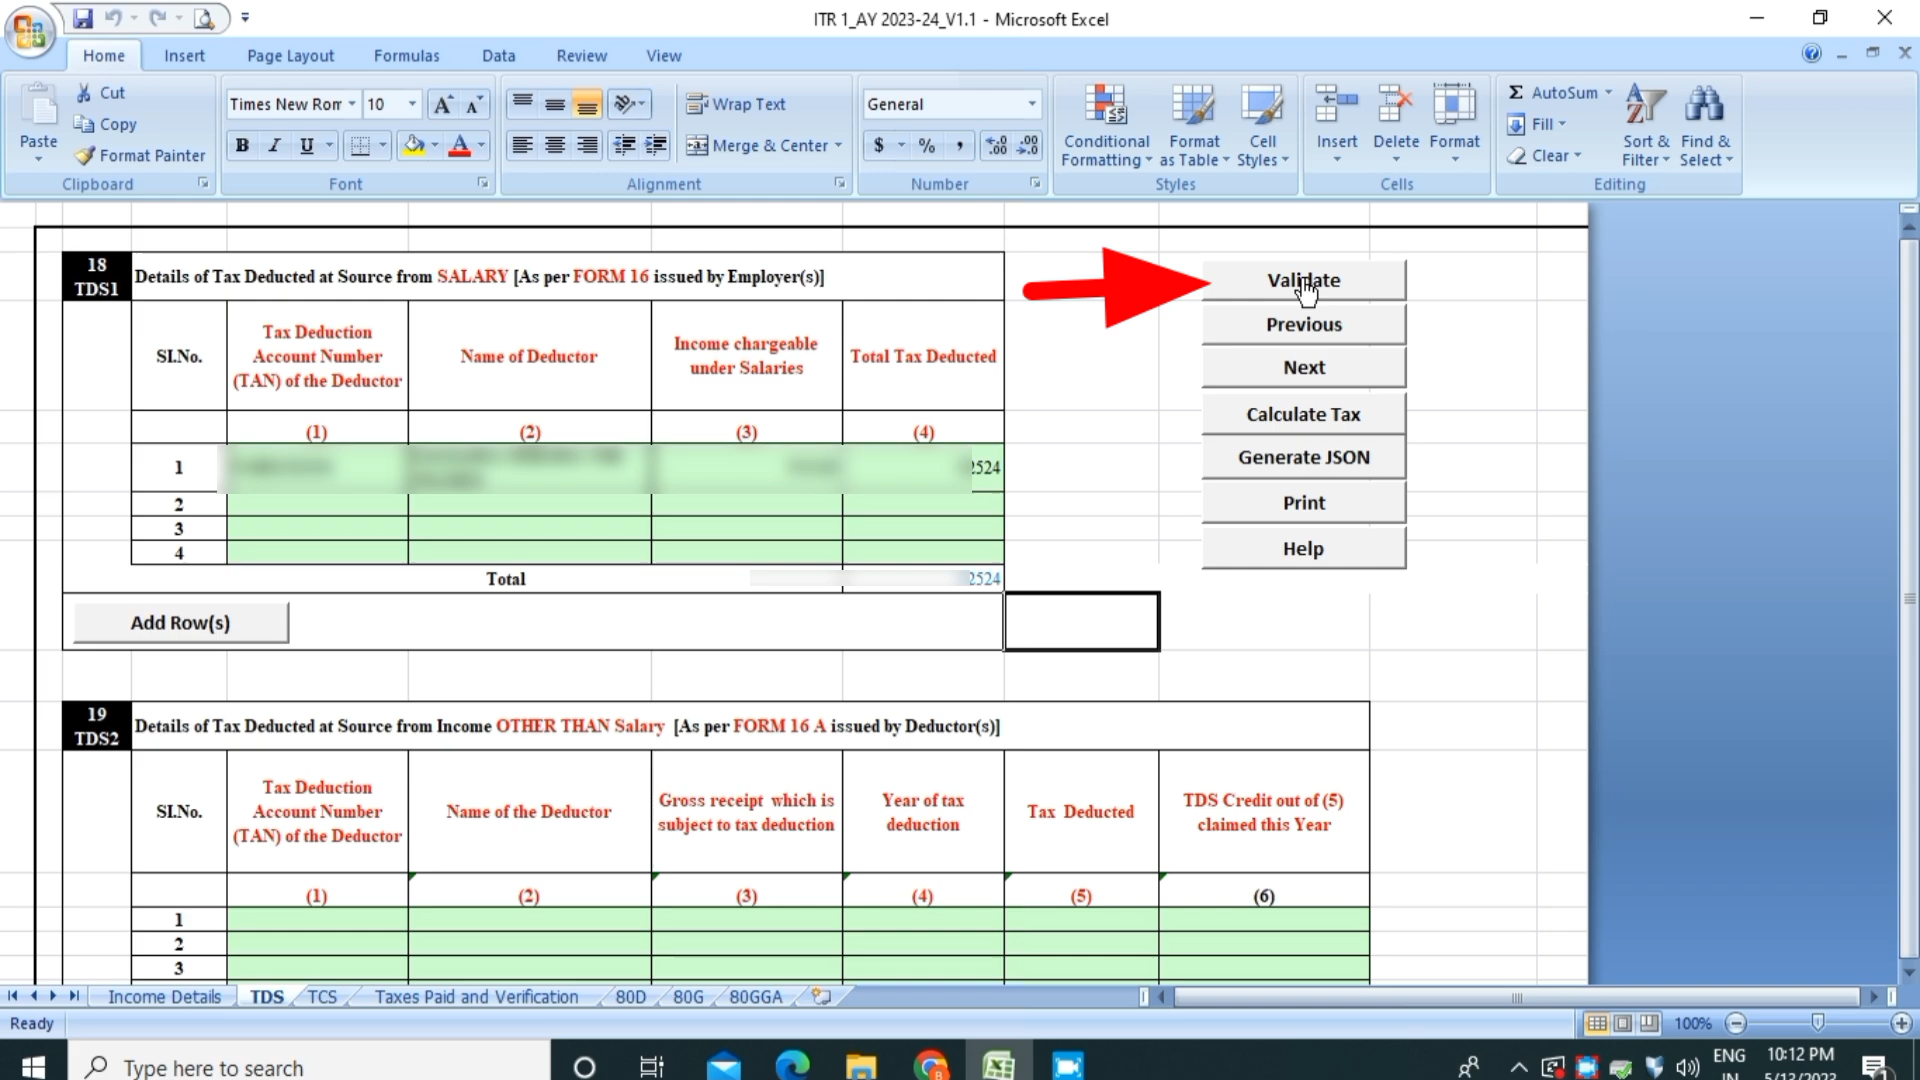 ITR 1_AY 2023-24_V1.1 - Microsoft Excel
Home Insert Page Layout Formulas Data Review View
Paste
Cut
Copy
Format Painter
Clipboard
Times New Ror 10
B I U
Font
Wrap Text
Merge & Center
Alignment
General
$ % ,
Number
Conditional Formatting
Format as Table
Cell Styles
Styles
Insert Delete Format
Cells
Σ AutoSum
Fill
Clear
Sort & Filter
Find & Select
Editing
18
TDS1
Details of Tax Deducted at Source from SALARY [As per FORM 16 issued by Employer(s)]
Sl.No.
Tax Deduction
Account Number
(TAN) of the Deductor
Name of Deductor
Income chargeable
under Salaries
Total Tax Deducted
(1) (2) (3) (4)
1 2524
2
3
4
Total 2524
Add Row(s)
Validate
Previous
Next
Calculate Tax
Generate JSON
Print
Help
19
TDS2
Details of Tax Deducted at Source from Income OTHER THAN Salary [As per FORM 16 A issued by Deductor(s)]
Sl.No.
Tax Deduction
Account Number
(TAN) of the Deductor
Name of the Deductor
Gross receipt which is
subject to tax deduction
Year of tax
deduction
Tax Deducted
TDS Credit out of (5)
claimed this Year
(1) (2) (3) (4) (5) (6)
1
2
3
Income Details TDS TCS Taxes Paid and Verification 80D 80G 80GGA
Ready
100%
Type here to search
ENG
IN
10:12 PM
5/13/2023